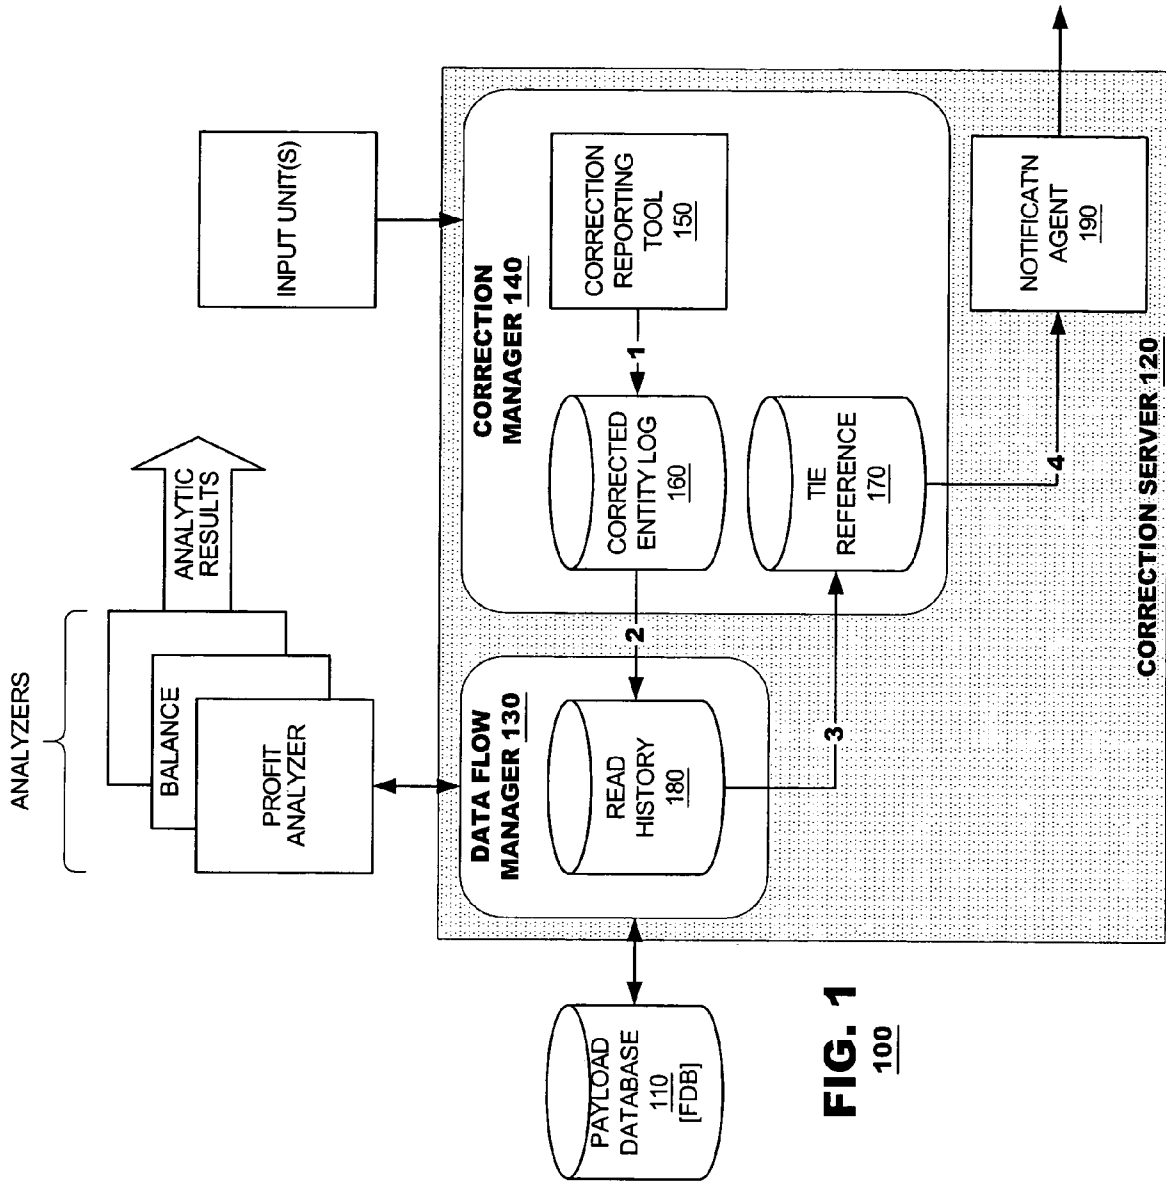 ANALYZERS
BALANCE
PROFIT
ANALYZER
ANALYTIC
RESULTS
INPUT UNIT(S)
PAYLOAD
DATABASE
110
[FDB]
DATA FLOW
MANAGER 130
READ
HISTORY
180
CORRECTION
MANAGER 140
CORRECTED
ENTITY LOG
160
CORRECTION
REPORTING
TOOL
150
TIE
REFERENCE
170
NOTIFICAT'N
AGENT
190
1
2
3
4
CORRECTION SERVER 120
FIG. 1
100